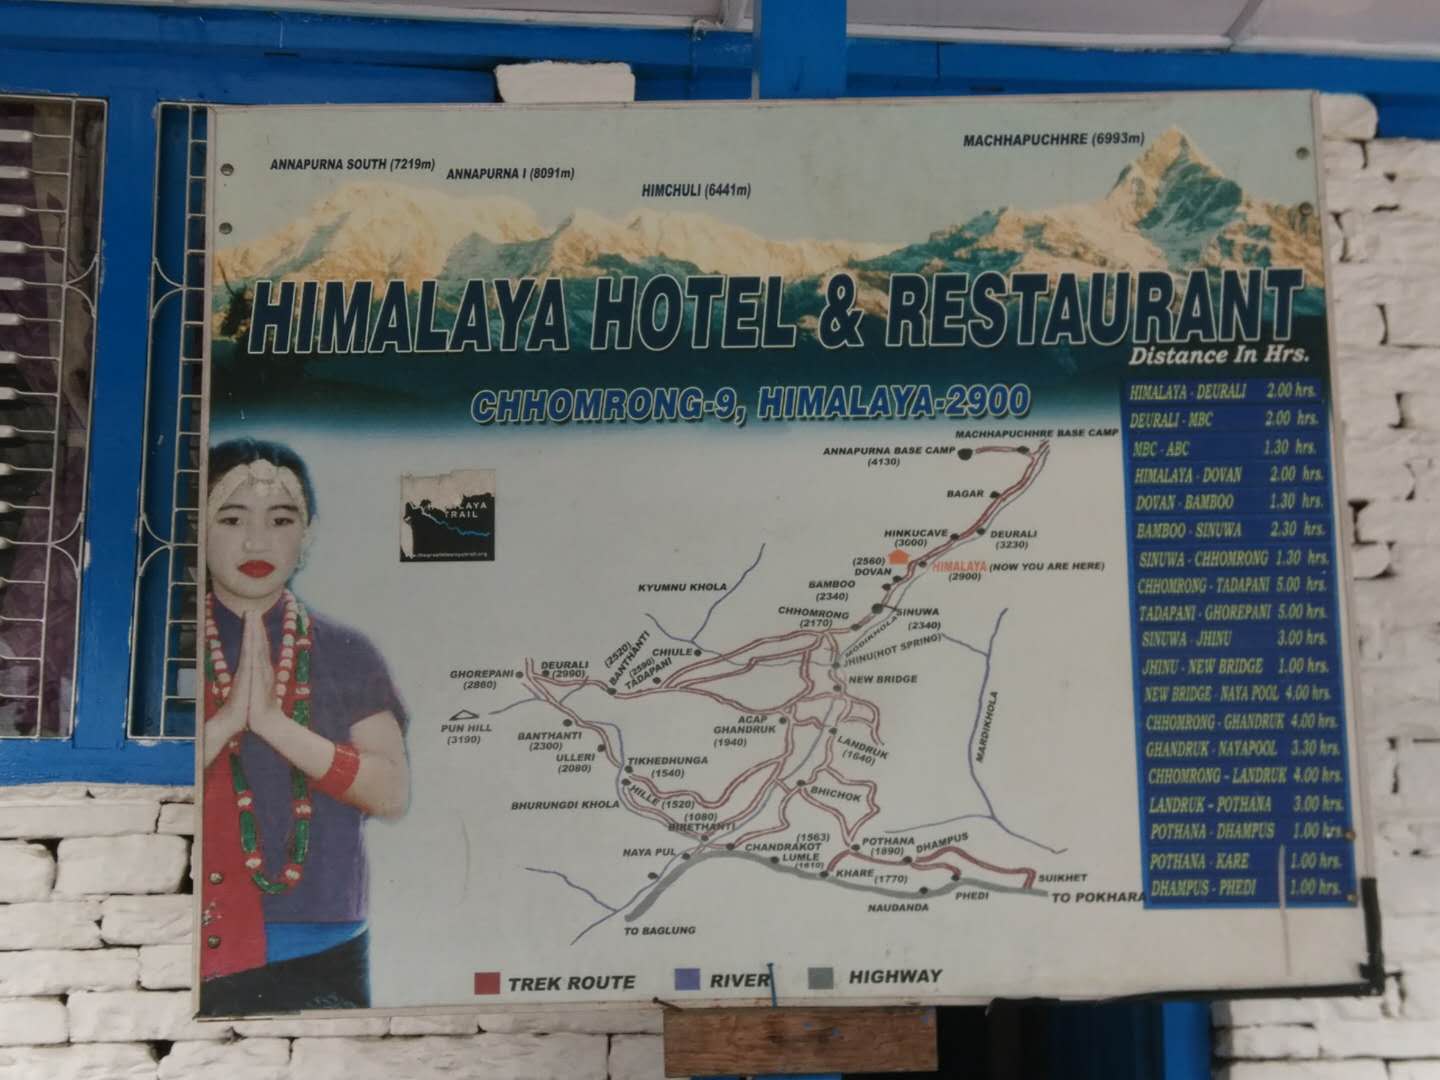 ANNAPURNA SOUTH (7219m)
ANNAPURNA I (8091m)
HIMCHULI (6441m)
MACHHAPUCHHRE (6993m)
HIMALAYA HOTEL & RESTAURANT
CHHOMRONG-9, HIMALAYA-2900
Distance In Hrs.
HIMALAYA - DEURALI 2.00 hrs.
DEURALI - MBC 2.00 hrs.
MBC - ABC 1.30 hrs.
HIMALAYA - DOVAN 2.00 hrs.
DOVAN - BAMBOO 1.30 hrs.
BAMBOO - SINUWA 2.30 hrs.
SINUWA - CHHOMRONG 1.30 hrs.
CHHOMRONG - TADAPANI 5.00 hrs.
TADAPANI - GHOREPANI 5.00 hrs.
SINUWA - JHINU 3.00 hrs.
JHINU - NEW BRIDGE 1.00 hrs.
NEW BRIDGE - NAYA POOL 4.00 hrs.
CHHOMRONG - GHANDRUK 4.00 hrs.
GHANDRUK - NAYAPOOL 3.30 hrs.
CHHOMRONG - LANDRUK 4.00 hrs.
LANDRUK - POTHANA 3.00 hrs.
POTHANA - DHAMPUS 1.00 hrs.
POTHANA - KARE 1.00 hrs.
DHAMPUS - PHEDI 1.00 hrs.
MACHHAPUCHHRE BASE CAMP
ANNAPURNA BASE CAMP
(4130)
BAGAR
HINKUCAVE
(3000)
DEURALI
(3230)
HIMALAYA (NOW YOU ARE HERE)
(2900)
(2560)
DOVAN
BAMBOO
(2340)
SINUWA
(2340)
CHHOMRONG
(2170)
MODIKHOLA
JHINU(HOT SPRING)
NEW BRIDGE
KYUMNU KHOLA
CHIULE
(2520)
BANTHANTI
(2590)
TADAPANI
DEURALI
(2990)
GHOREPANI
(2860)
PUN HILL
(3190)
BANTHANTI
(2300)
ULLERI
(2080)
TIKHEDHUNGA
(1540)
HILLE (1520)
BHURUNGDI KHOLA
(1080)
BIRETHANTI
NAYA PUL
ACAP
GHANDRUK
(1940)
LANDRUK
(1640)
BHICHOK
MARDIKHOLA
CHANDRAKOT
(1563)
LUMLE
(1610)
POTHANA
(1890)
DHAMPUS
KHARE (1770)
NAUDANDA
PHEDI
SUIKHET
TO POKHARA
TO BAGLUNG
TRAIL
TREK ROUTE
RIVER
HIGHWAY